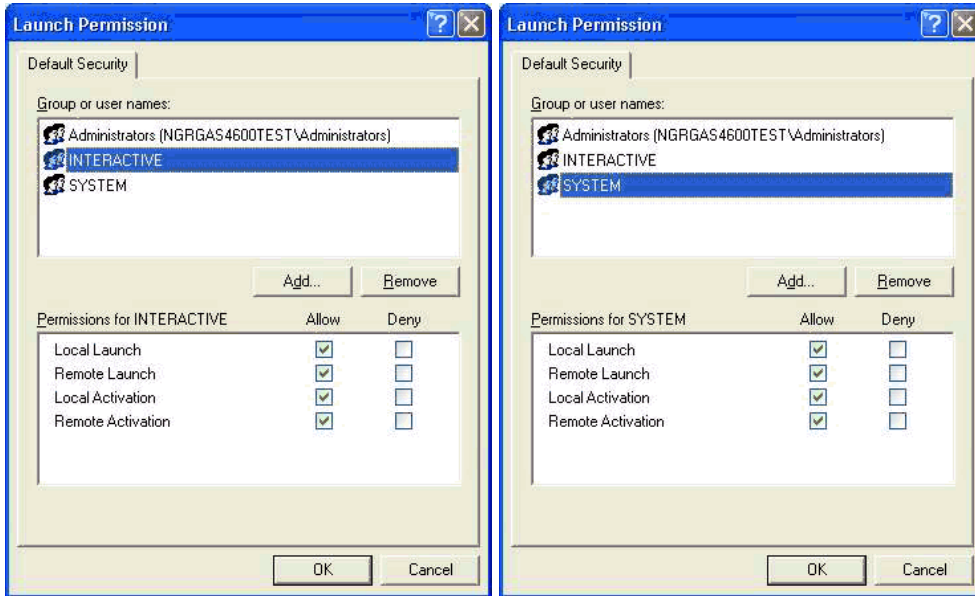 Launch Permission
Default Security
Group or user names:
Administrators (NGRGAS4600TEST\Administrators)
INTERACTIVE
SYSTEM
Add...
Remove
Permissions for INTERACTIVE
Allow
Deny
Local Launch
Remote Launch
Local Activation
Remote Activation
OK
Cancel
Launch Permission
Default Security
Group or user names:
Administrators (NGRGAS4600TEST\Administrators)
INTERACTIVE
SYSTEM
Add...
Remove
Permissions for SYSTEM
Allow
Deny
Local Launch
Remote Launch
Local Activation
Remote Activation
OK
Cancel